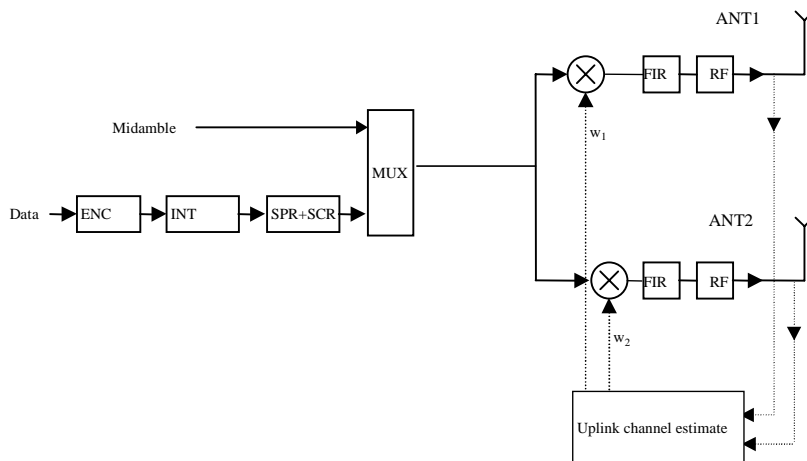 ANT1
FIR
RF
Midamble
w1
MUX
Data
ENC
INT
SPR+SCR
ANT2
FIR
RF
w2
Uplink channel estimate